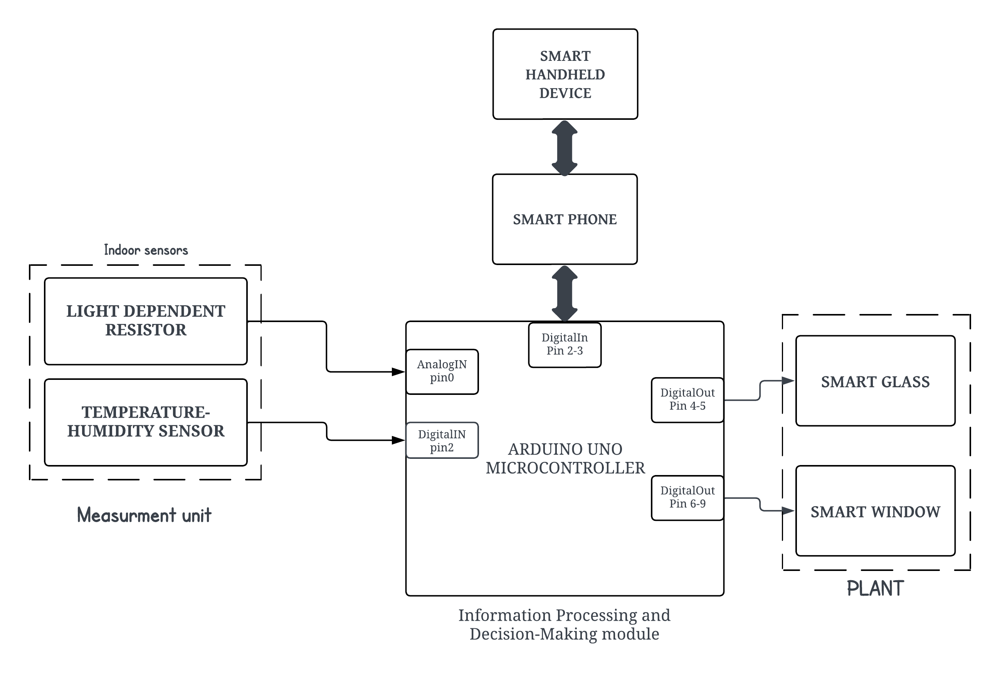 SMART
HANDHELD
DEVICE
SMART PHONE
Indoor sensors
LIGHT DEPENDENT
RESISTOR
TEMPERATURE-
HUMIDITY SENSOR
Measurment unit
DigitalIn
Pin 2-3
AnalogIN
pin0
DigitalIN
pin2
ARDUINO UNO
MICROCONTROLLER
DigitalOut
Pin 4-5
DigitalOut
Pin 6-9
Information Processing and
Decision-Making module
SMART GLASS
SMART WINDOW
PLANT